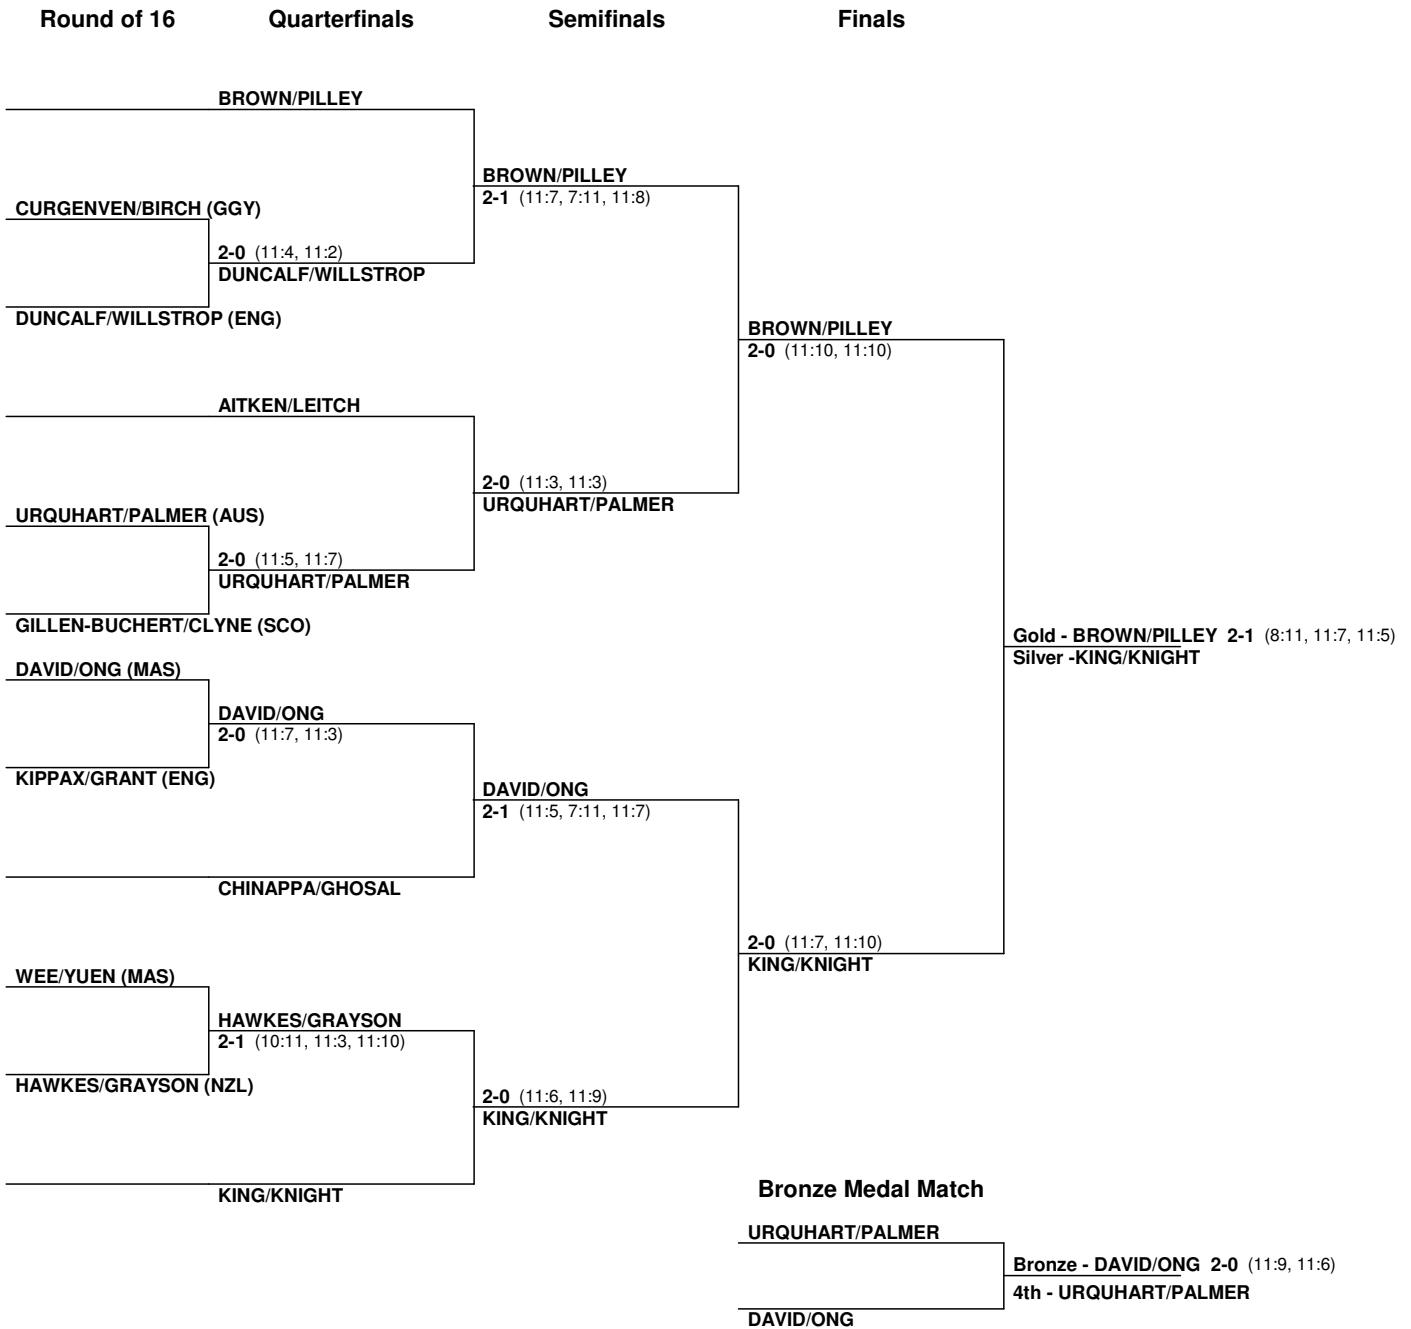 Round of 16 Quarterfinals Semifinals Finals
BROWN/PILLEY
BROWN/PILLEY
2-1 (11:7, 7:11, 11:8)
CURGENVEN/BIRCH (GGY)
2-0 (11:4, 11:2)
DUNCALF/WILLSTROP
DUNCALF/WILLSTROP (ENG)
BROWN/PILLEY
2-0 (11:10, 11:10)
AITKEN/LEITCH
2-0 (11:3, 11:3)
URQUHART/PALMER
URQUHART/PALMER (AUS)
2-0 (11:5, 11:7)
URQUHART/PALMER
GILLEN-BUCHERT/CLYNE (SCO)
Gold - BROWN/PILLEY 2-1 (8:11, 11:7, 11:5)
Silver -KING/KNIGHT
DAVID/ONG (MAS)
DAVID/ONG
2-0 (11:7, 11:3)
KIPPAX/GRANT (ENG)
DAVID/ONG
2-1 (11:5, 7:11, 11:7)
CHINAPPA/GHOSAL
2-0 (11:7, 11:10)
KING/KNIGHT
WEE/YUEN (MAS)
HAWKES/GRAYSON
2-1 (10:11, 11:3, 11:10)
HAWKES/GRAYSON (NZL)
2-0 (11:6, 11:9)
KING/KNIGHT
KING/KNIGHT
Bronze Medal Match
URQUHART/PALMER
Bronze - DAVID/ONG 2-0 (11:9, 11:6)
4th - URQUHART/PALMER
DAVID/ONG